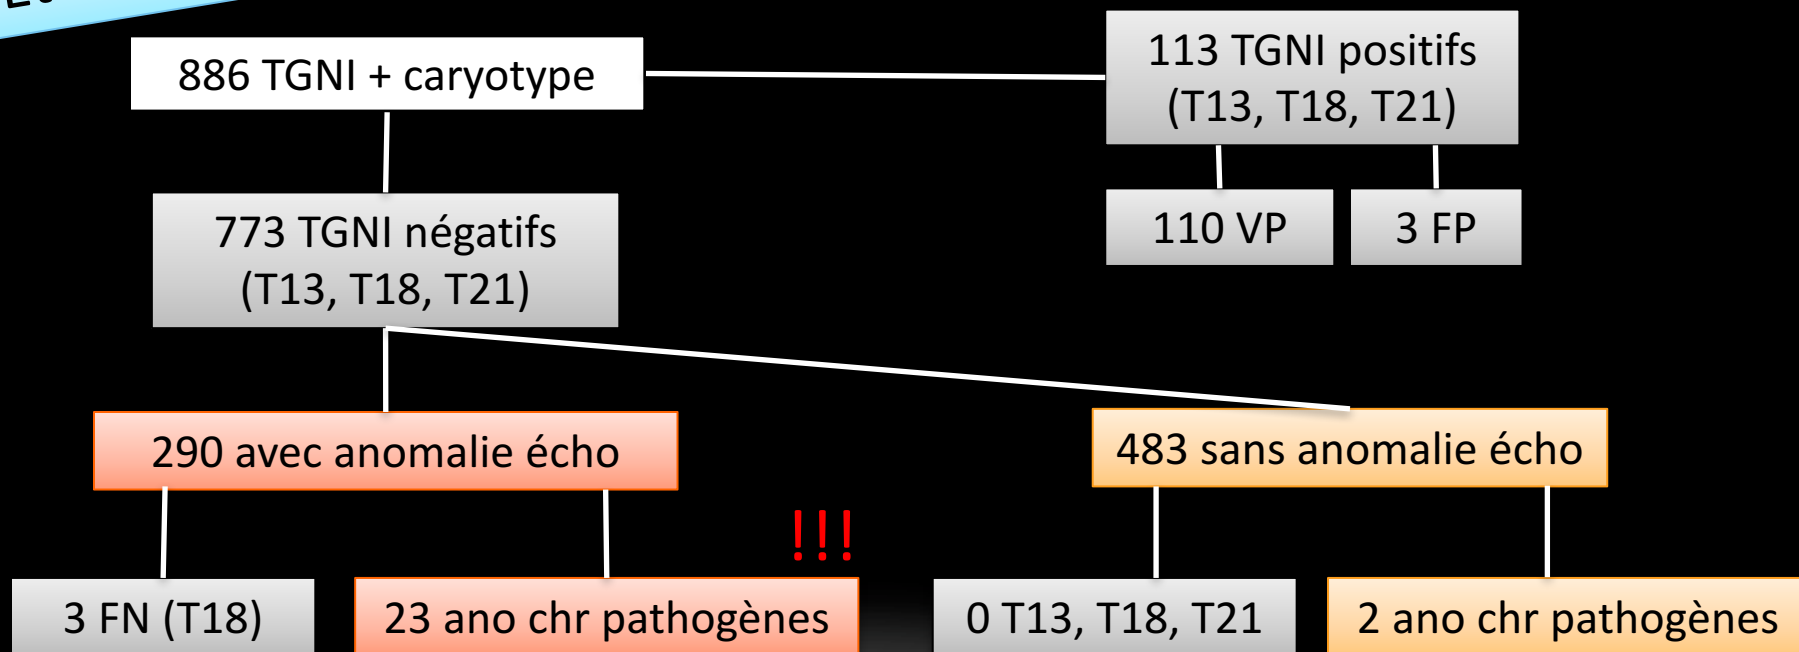 886 TGNI + caryotype
113 TGNI positifs
(T13, T18, T21)
110 VP
3 FP
773 TGNI négatifs
(T13, T18, T21)
290 avec anomalie écho
483 sans anomalie écho
!!!
3 FN (T18)
23 ano chr pathogènes
0 T13, T18, T21
2 ano chr pathogènes